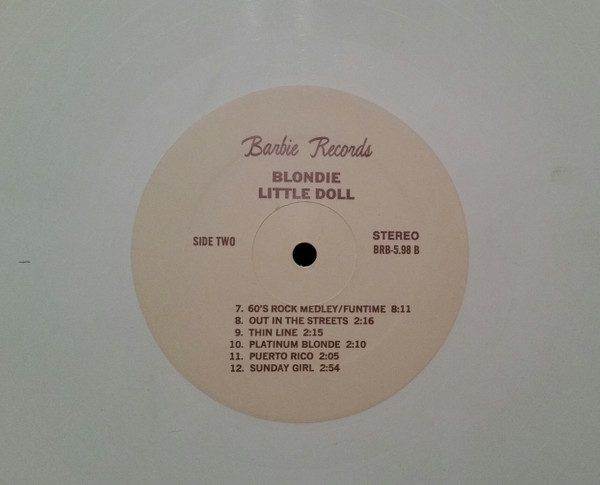 Barbie Records
BLONDIE
LITTLE DOLL
SIDE TWO
STEREO
BRB-5.98 B
7. 60'S ROCK MEDLEY/FUNTIME 8:11
8. OUT IN THE STREETS 2:16
9. THIN LINE 2:15
10. PLATINUM BLONDE 2:10
11. PUERTO RICO 2:05
12. SUNDAY GIRL 2:54